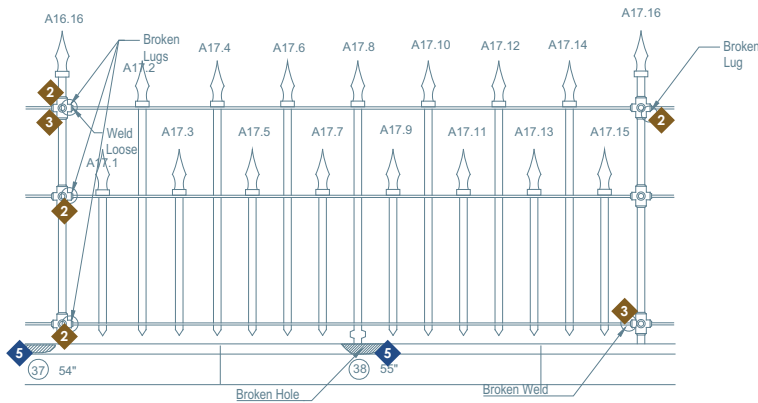 A16.16
A17.16
Broken
Lugs
A17.2
A17.4
A17.6
A17.8
A17.10
A17.12
A17.14
Broken
Lug
2
3
2
Weld
Loose
A17.1
A17.3
A17.5
A17.7
A17.9
A17.11
A17.13
A17.15
2
3
2
5
5
37 54"
38 55"
Broken Hole
Broken Weld